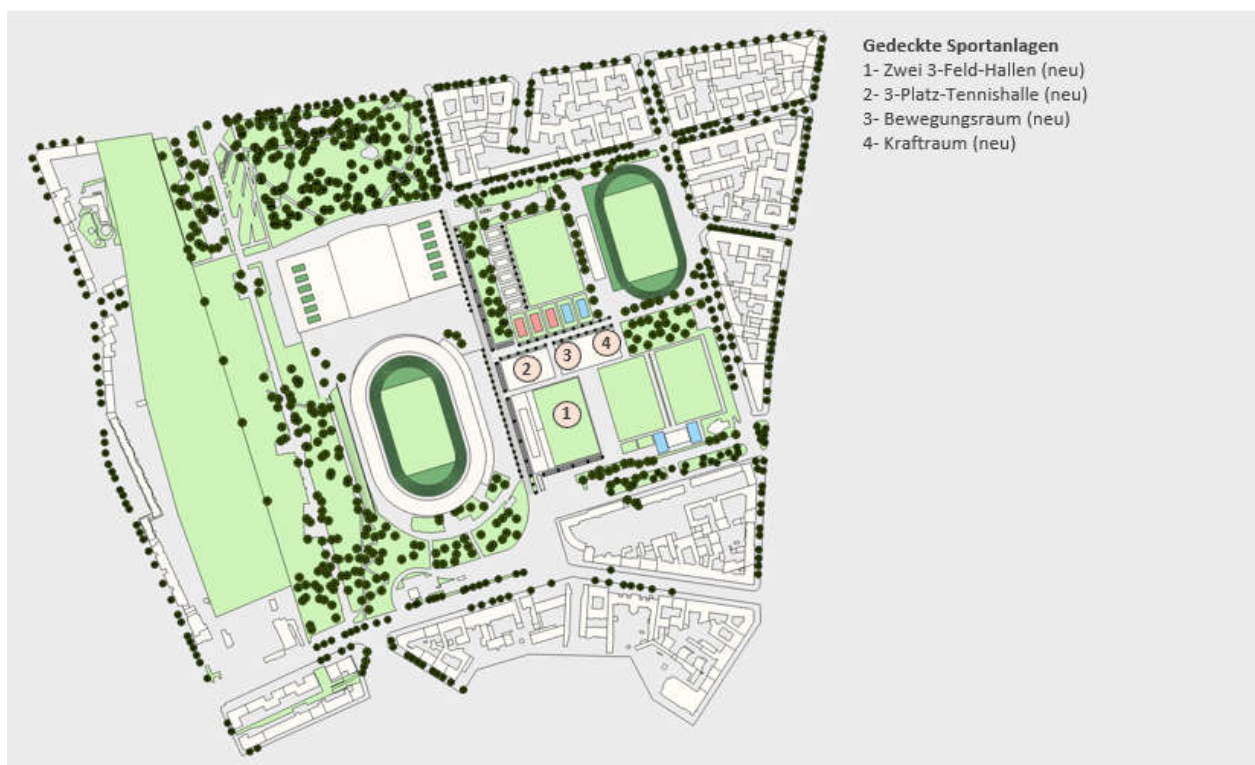 Gedeckte Sportanlagen
1- Zwei 3-Feld-Hallen (neu)
2- 3-Platz-Tennishalle (neu)
3- Bewegungsraum (neu)
4- Kraftraum (neu)
4
3
2
1